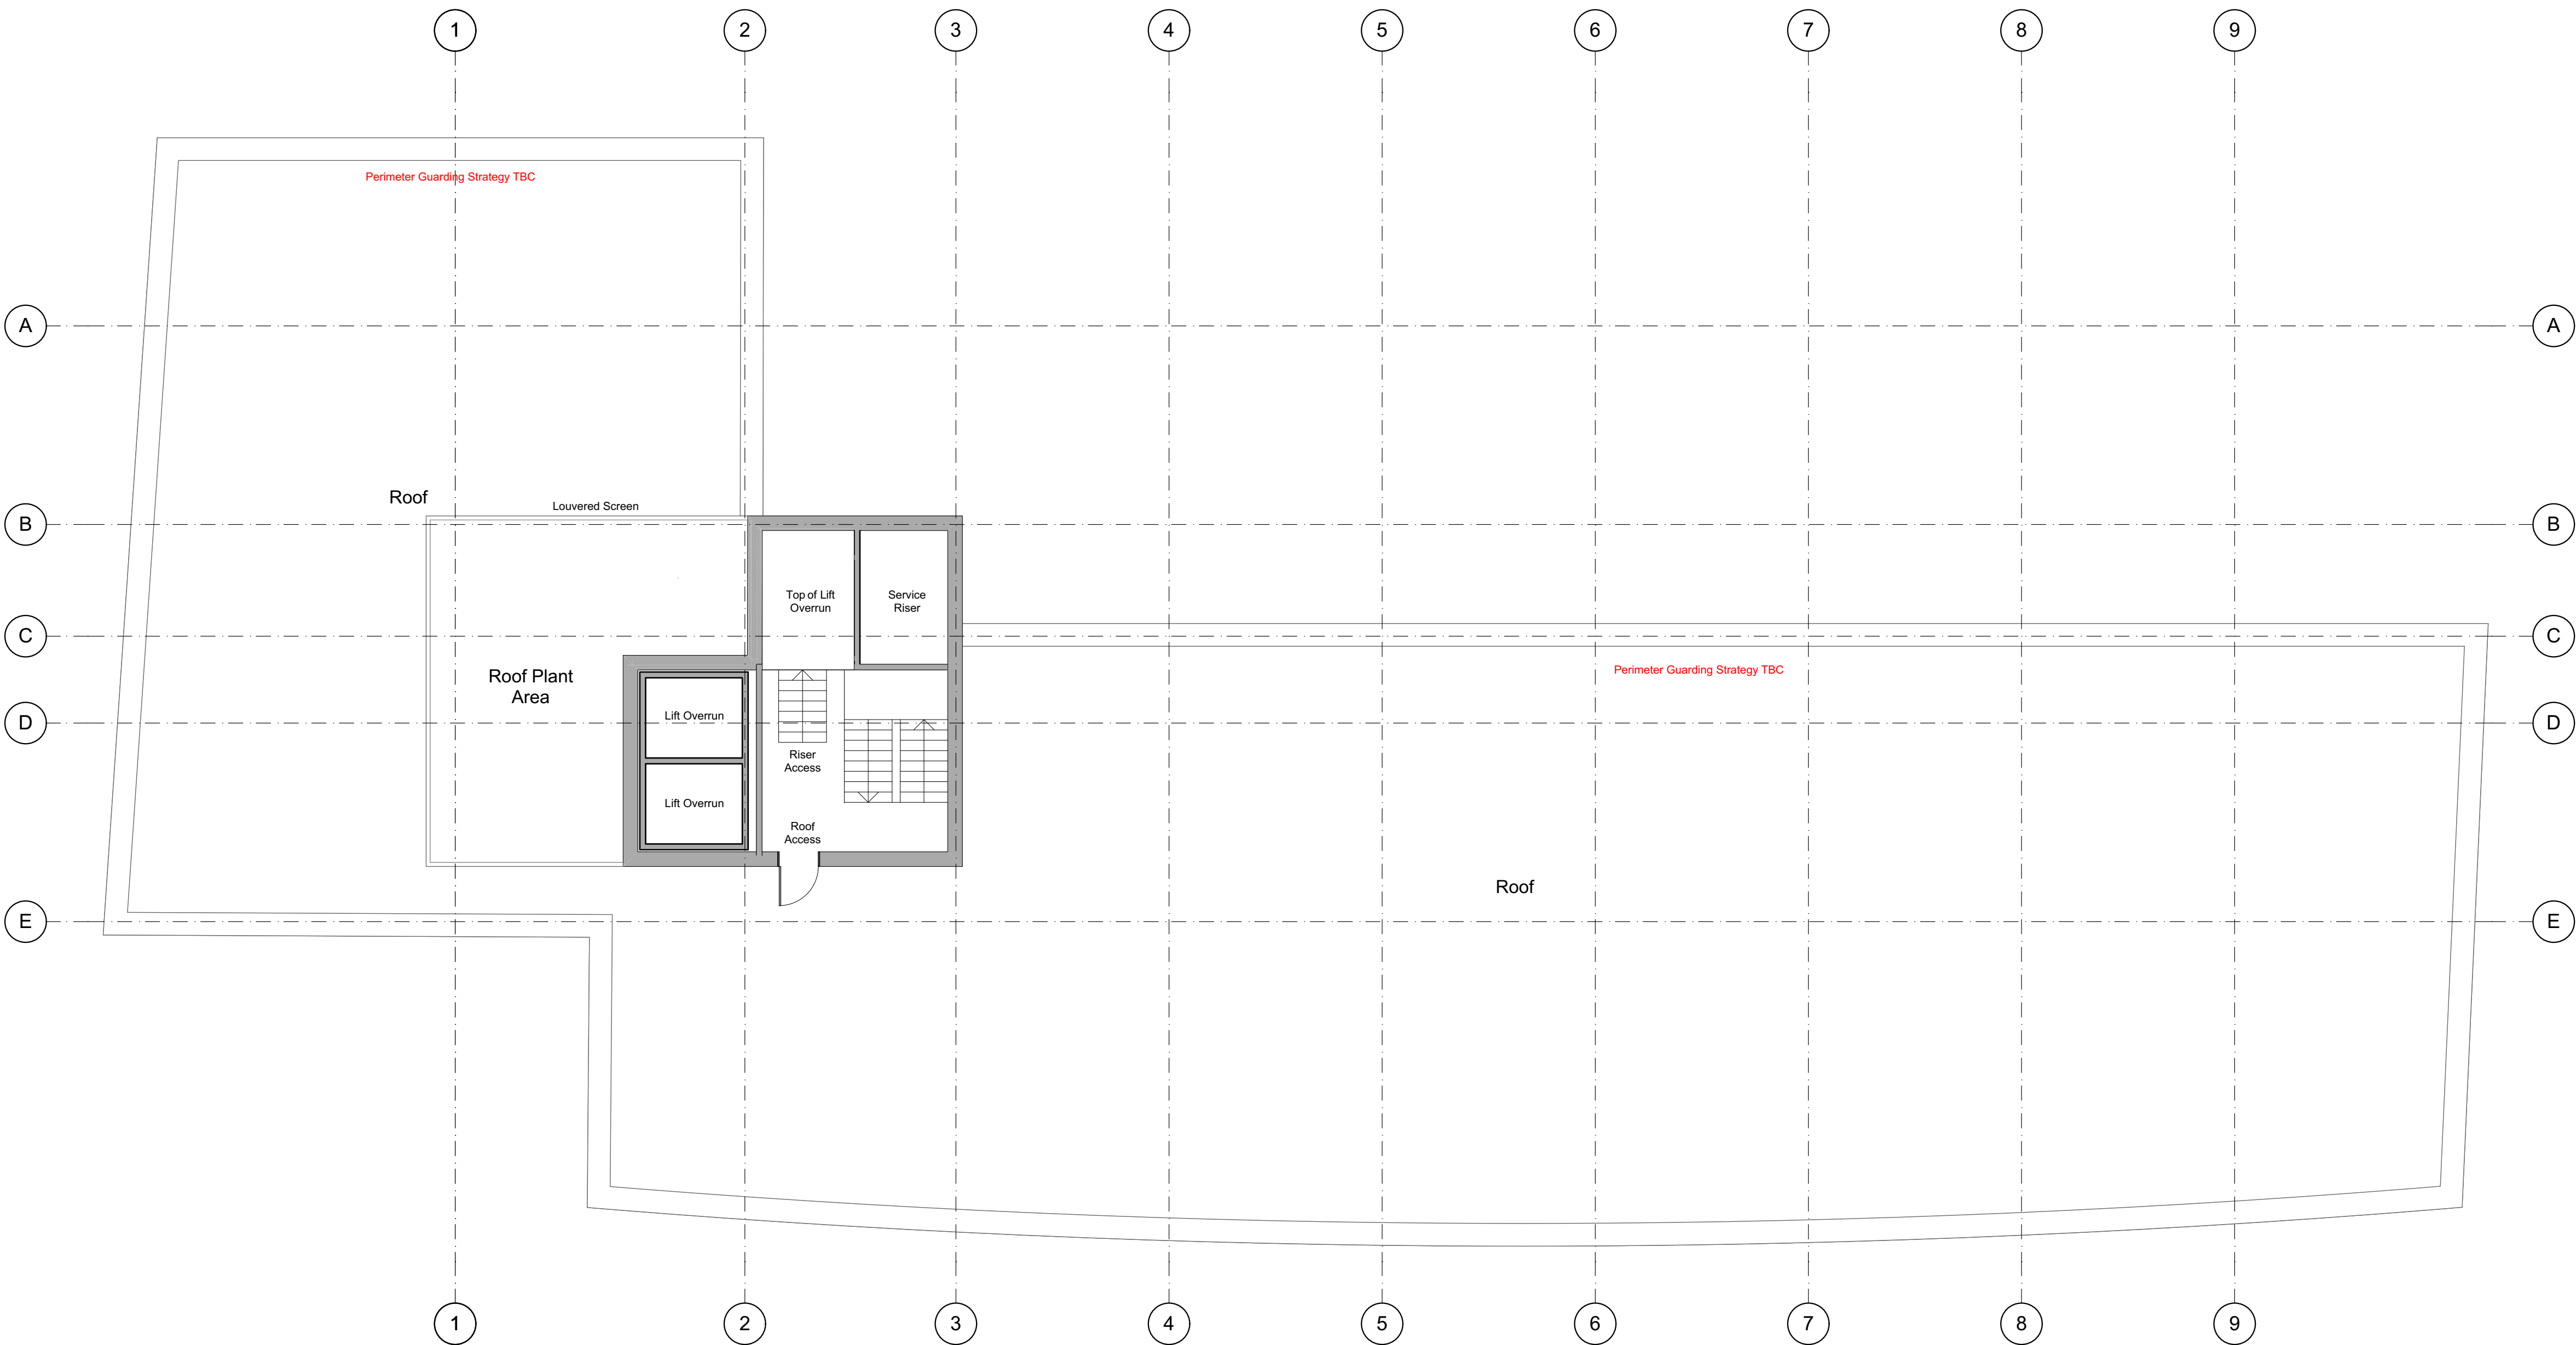 1 2 3 4 5 6 7 8 9
Perimeter Guarding Strategy TBC
A A
Roof
Louvered Screen
B B
Top of Lift
Overrun
Service
Riser
C C
Perimeter Guarding Strategy TBC
Roof Plant
Area
Lift Overrun
D D
Riser
Access
Lift Overrun
Roof
Access
Roof
E E
1 2 3 4 5 6 7 8 9